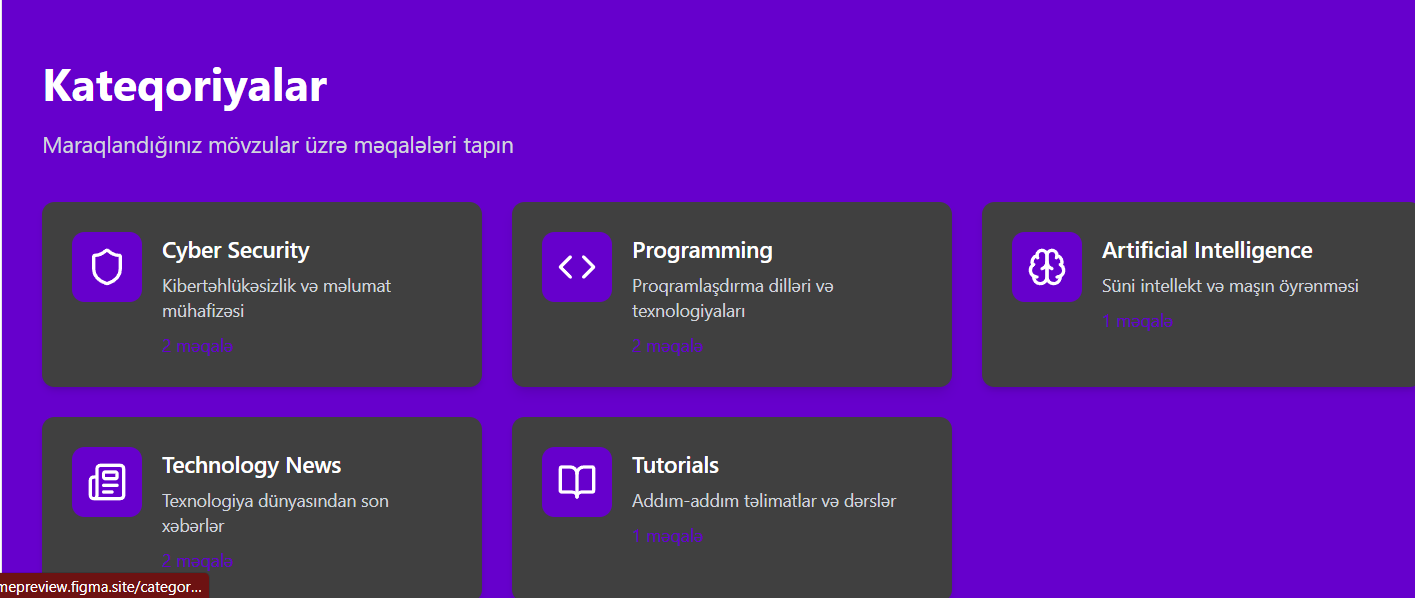 Kateqoriyalar
Maraqlandığınız mövzular üzrə məqalələri tapın
Cyber Security
Kibertəhlükəsizlik və məlumat
mühafizəsi
2 məqalə
Programming
Proqramlaşdırma dilləri və
texnologiyaları
2 məqalə
Artificial Intelligence
Süni intellekt və maşın öyrənməsi
1 məqalə
Technology News
Texnologiya dünyasından son
xəbərlər
2 məqalə
Tutorials
Addım-addım təlimatlar və dərslər
1 məqalə
mepreview.figma.site/categor...